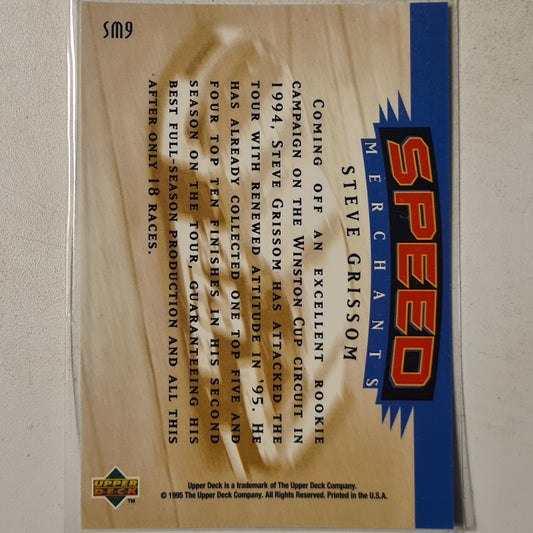 SM9
SPEED
MERCHANTS
STEVE GRISSOM
COMING OFF AN EXCELLENT ROOKIE
CAMPAIGN ON THE WINSTON CUP CIRCUIT IN
1994, STEVE GRISSOM HAS ATTACKED THE
TOUR WITH RENEWED ATTITUDE IN '95. HE
HAS ALREADY COLLECTED ONE TOP FIVE AND
FOUR TOP TEN FINISHES IN HIS SECOND
SEASON ON THE TOUR, GUARANTEEING HIS
BEST FULL-SEASON PRODUCTION AND ALL THIS
AFTER ONLY 18 RACES.
UPPER DECK
TM
Upper Deck is a trademark of The Upper Deck Company.
© 1995 The Upper Deck Company. All Rights Reserved. Printed in the U.S.A.